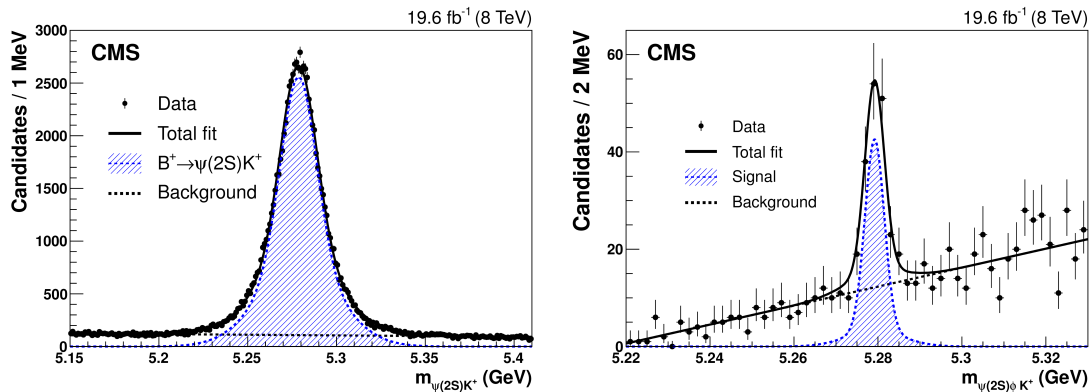 19.6 fb⁻¹ (8 TeV)
CMS
Candidates / 1 MeV
3000
2500
2000
1500
1000
500
0
Data
Total fit
B⁺→ψ(2S)K⁺
Background
5.15 5.2 5.25 5.3 5.35 5.4
m_ψ(2S)K⁺ (GeV)
19.6 fb⁻¹ (8 TeV)
CMS
Candidates / 2 MeV
60
40
20
0
Data
Total fit
Signal
Background
5.22 5.24 5.26 5.28 5.3 5.32
m_ψ(2S)φ K⁺ (GeV)